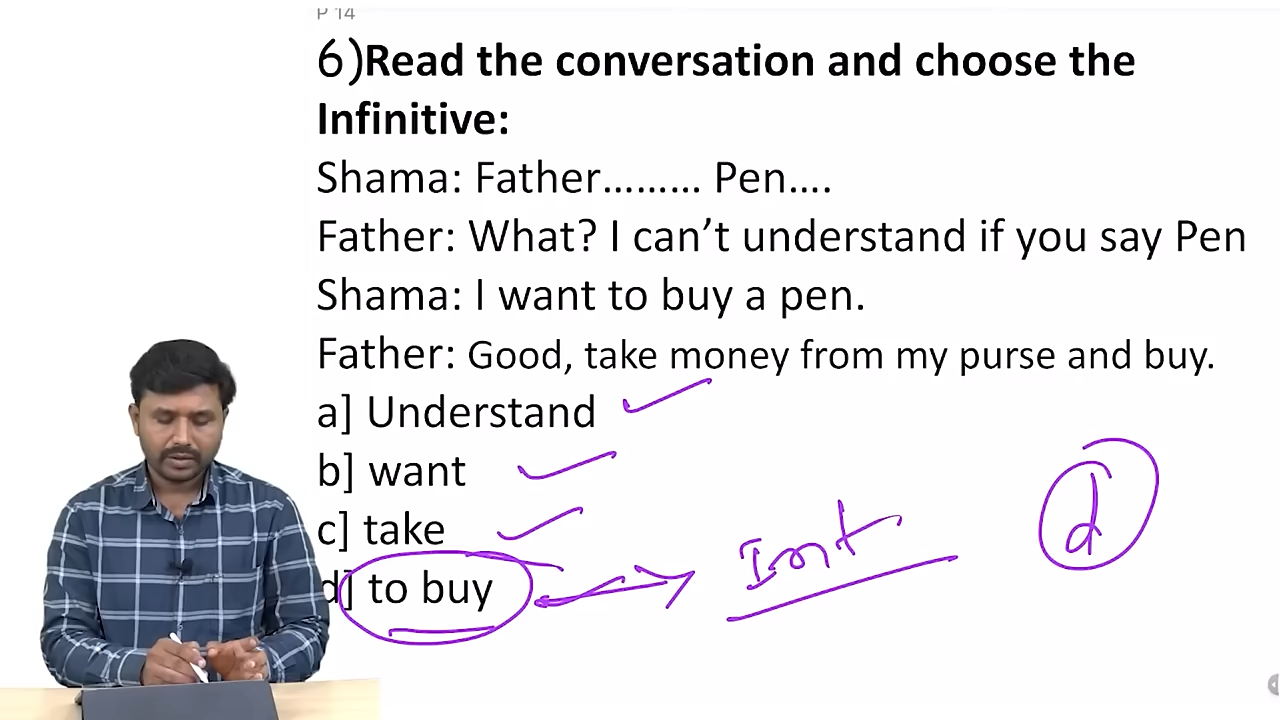 P 14
6)Read the conversation and choose the
Infinitive:
Shama: Father......... Pen....
Father: What? I can’t understand if you say Pen
Shama: I want to buy a pen.
Father: Good, take money from my purse and buy.
a] Understand
b] want
c] take
d] to buy
d